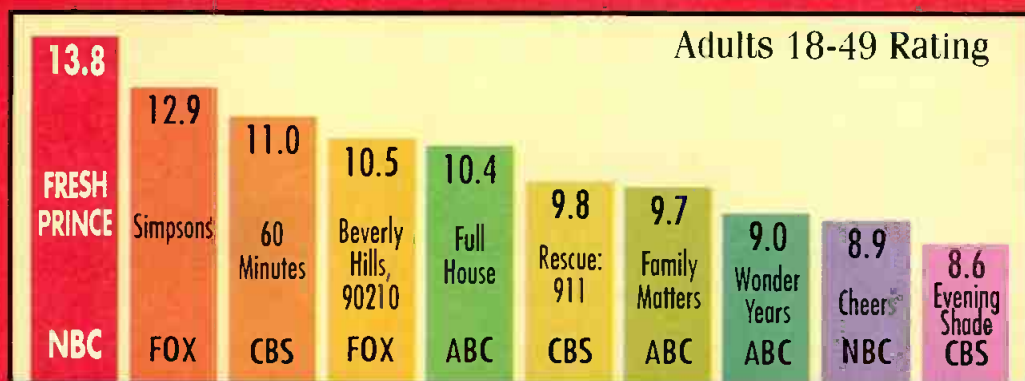 Adults 18-49 Rating
13.8
FRESH
PRINCE
NBC
12.9
Simpsons
FOX
11.0
60
Minutes
CBS
10.5
Beverly
Hills,
90210
FOX
10.4
Full
House
ABC
9.8
Rescue:
911
CBS
9.7
Family
Matters
ABC
9.0
Wonder
Years
ABC
8.9
Cheers
NBC
8.6
Evening
Shade
CBS